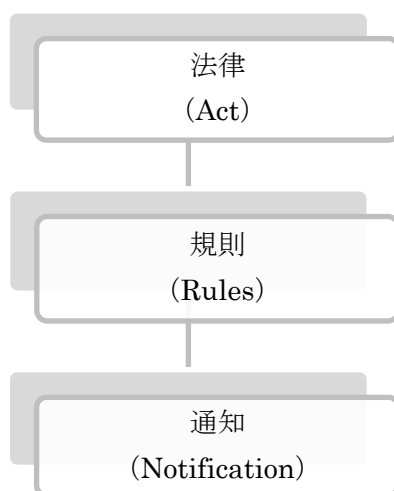 法律
（Act）
規則
（Rules）
通知
（Notification）